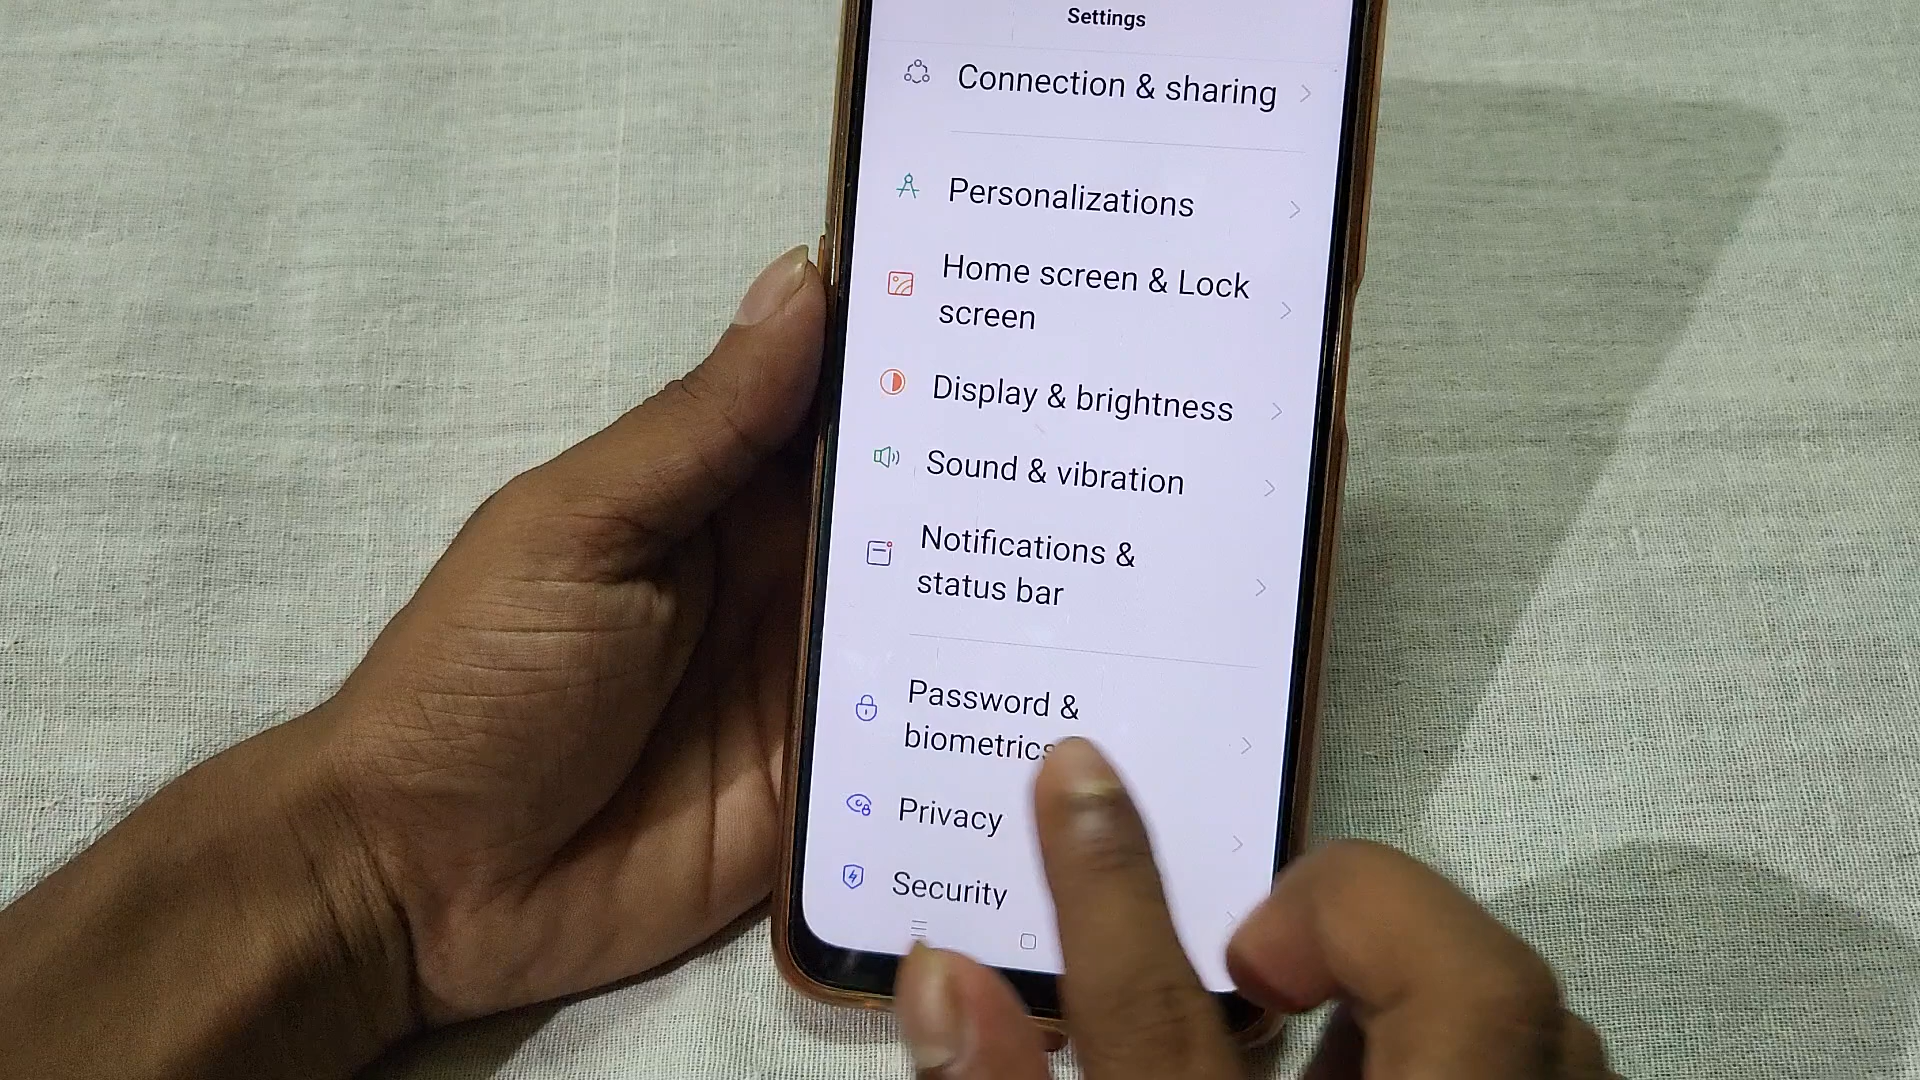 Settings
Connection & sharing
Personalizations
Home screen & Lock
screen
Display & brightness
Sound & vibration
Notifications &
status bar
Password &
biometrics
Privacy
Security